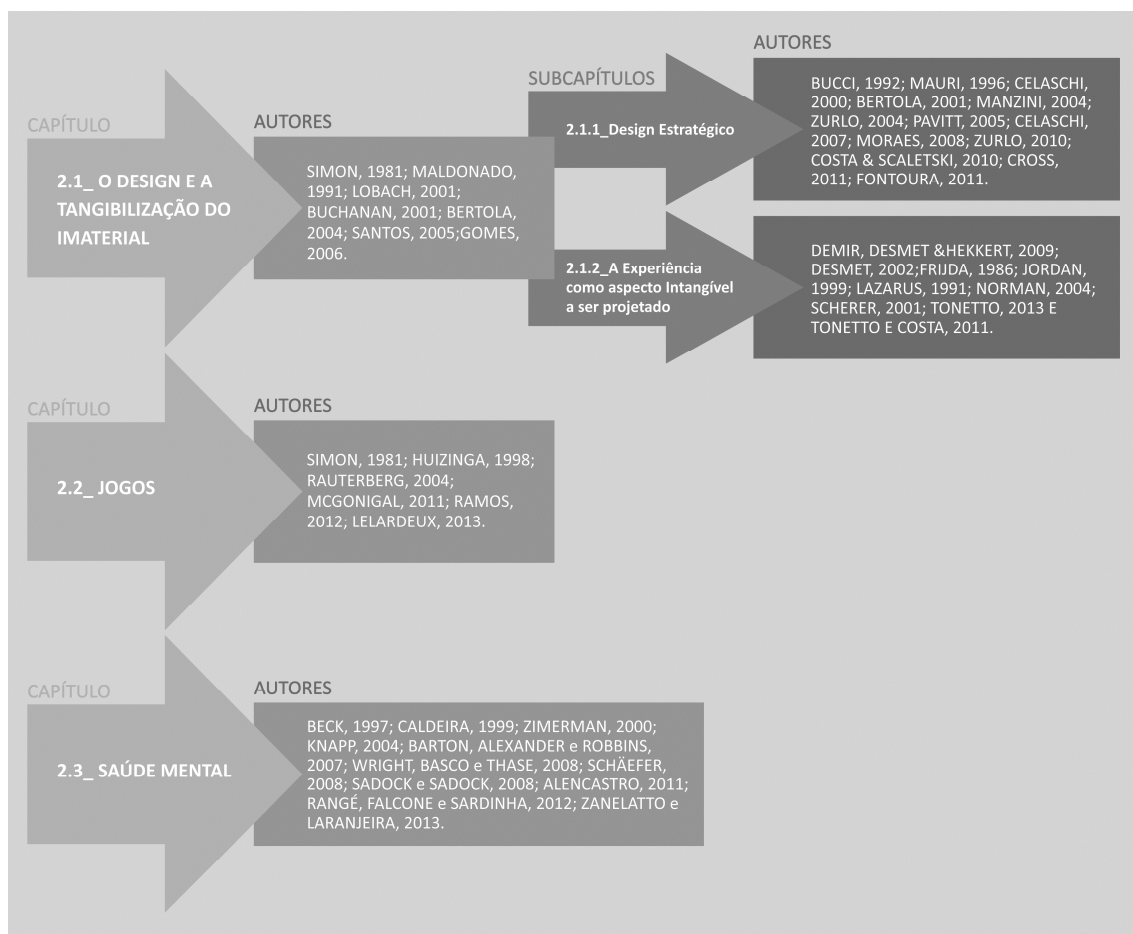 CAPÍTULO
2.1_ O DESIGN E A
TANGIBILIZAÇÃO DO
IMATERIAL
AUTORES
SIMON, 1981; MALDONADO,
1991; LOBACH, 2001;
BUCHANAN, 2001; BERTOLA,
2004; SANTOS, 2005;GOMES,
2006.
SUBCAPÍTULOS
2.1.1_Design Estratégico
AUTORES
BUCCI, 1992; MAURI, 1996; CELASCHI,
2000; BERTOLA, 2001; MANZINI, 2004;
ZURLO, 2004; PAVITT, 2005; CELASCHI,
2007; MORAES, 2008; ZURLO, 2010;
COSTA & SCALETSKI, 2010; CROSS,
2011; FONTOURA, 2011.
2.1.2_A Experiência
como aspecto Intangível
a ser projetado
DEMIR, DESMET &HEKKERT, 2009;
DESMET, 2002;FRIJDA, 1986; JORDAN,
1999; LAZARUS, 1991; NORMAN, 2004;
SCHERER, 2001; TONETTO, 2013 E
TONETTO E COSTA, 2011.
CAPÍTULO
2.2_ JOGOS
AUTORES
SIMON, 1981; HUIZINGA, 1998;
RAUTERBERG, 2004;
MCGONIGAL, 2011; RAMOS,
2012; LELARDEUX, 2013.
CAPÍTULO
2.3_ SAÚDE MENTAL
AUTORES
BECK, 1997; CALDEIRA, 1999; ZIMERMAN, 2000;
KNAPP, 2004; BARTON, ALEXANDER e ROBBINS,
2007; WRIGHT, BASCO e THASE, 2008; SCHÄEFER,
2008; SADOCK e SADOCK, 2008; ALENCASTRO, 2011;
RANGÉ, FALCONE e SARDINHA, 2012; ZANELATTO e
LARANJEIRA, 2013.